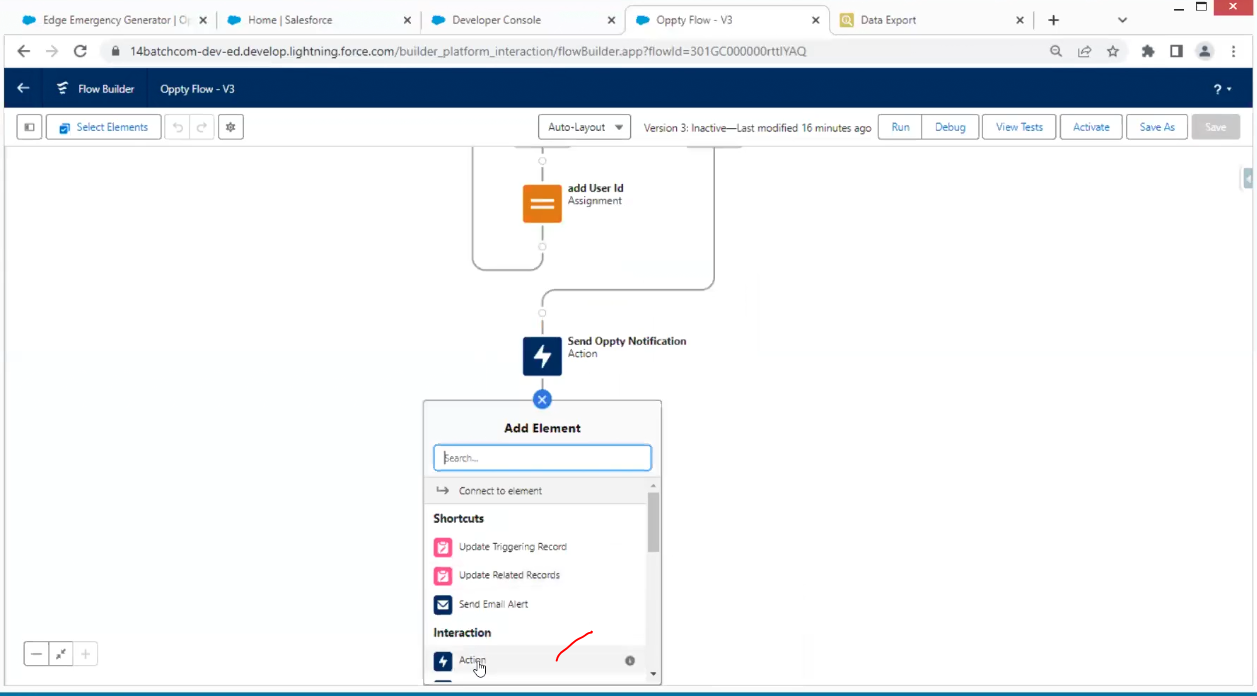 Edge Emergency Generator | O
Home | Salesforce
Developer Console
Oppty Flow - V3
Data Export
14batchcom-dev-ed.develop.lightning.force.com/builder_platform_interaction/flowBuilder.app?flowId=301GC000000rttIYAQ
Flow Builder
Oppty Flow - V3
?
Select Elements
Auto-Layout
Version 3: Inactive—Last modified 16 minutes ago
Run
Debug
View Tests
Activate
Save As
Save
add User Id
Assignment
Send Oppty Notification
Action
Add Element
Search...
Connect to element
Shortcuts
Update Triggering Record
Update Related Records
Send Email Alert
Interaction
Action